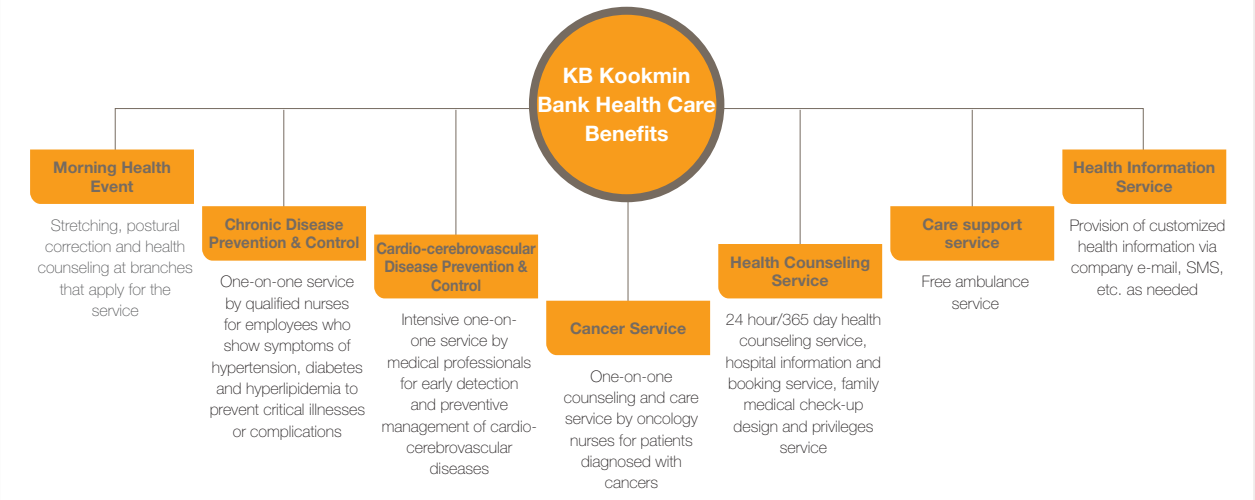 KB Kookmin
Bank Health Care
Benefits
Morning Health
Event
Stretching, postural
correction and health
counseling at branches
that apply for the
service
Chronic Disease
Prevention & Control
One-on-one service
by qualified nurses
for employees who
show symptoms of
hypertension, diabetes
and hyperlipidemia to
prevent critical illnesses
or complications
Cardio-cerebrovascular
Disease Prevention &
Control
Intensive one-on-
one service by
medical professionals
for early detection
and preventive
management of cardio-
cerebrovascular
diseases
Cancer Service
One-on-one
counseling and care
service by oncology
nurses for patients
diagnosed with
cancers
Health Counseling
Service
24 hour/365 day health
counseling service,
hospital information and
booking service, family
medical check-up
design and privileges
service
Care support
service
Free ambulance
service
Health Information
Service
Provision of customized
health information via
company e-mail, SMS,
etc. as needed